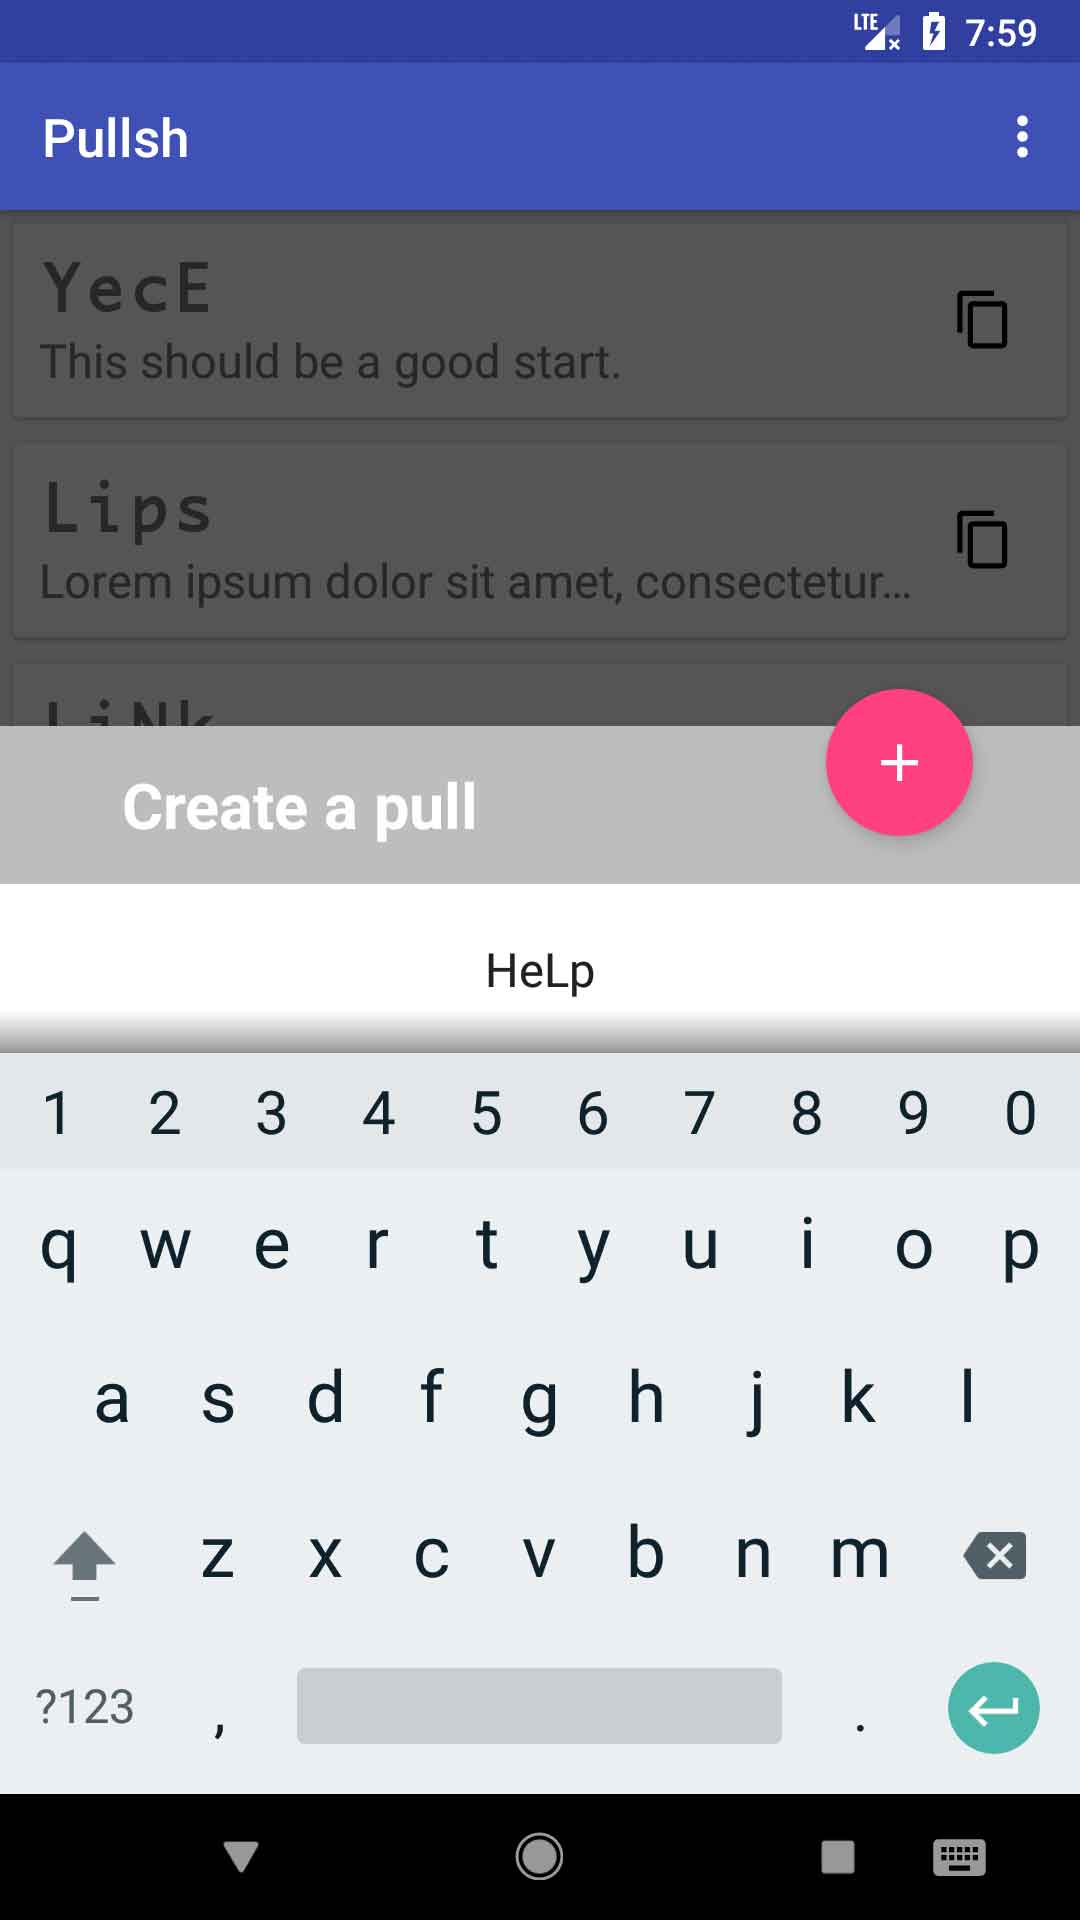 LTE 7:59
Pullsh
YecE
This should be a good start.
Lips
Lorem ipsum dolor sit amet, consectetur...
LiNk
+
Create a pull
HeLp
1 2 3 4 5 6 7 8 9 0
q w e r t y u i o p
a s d f g h j k l
z x c v b n m
?123 , .